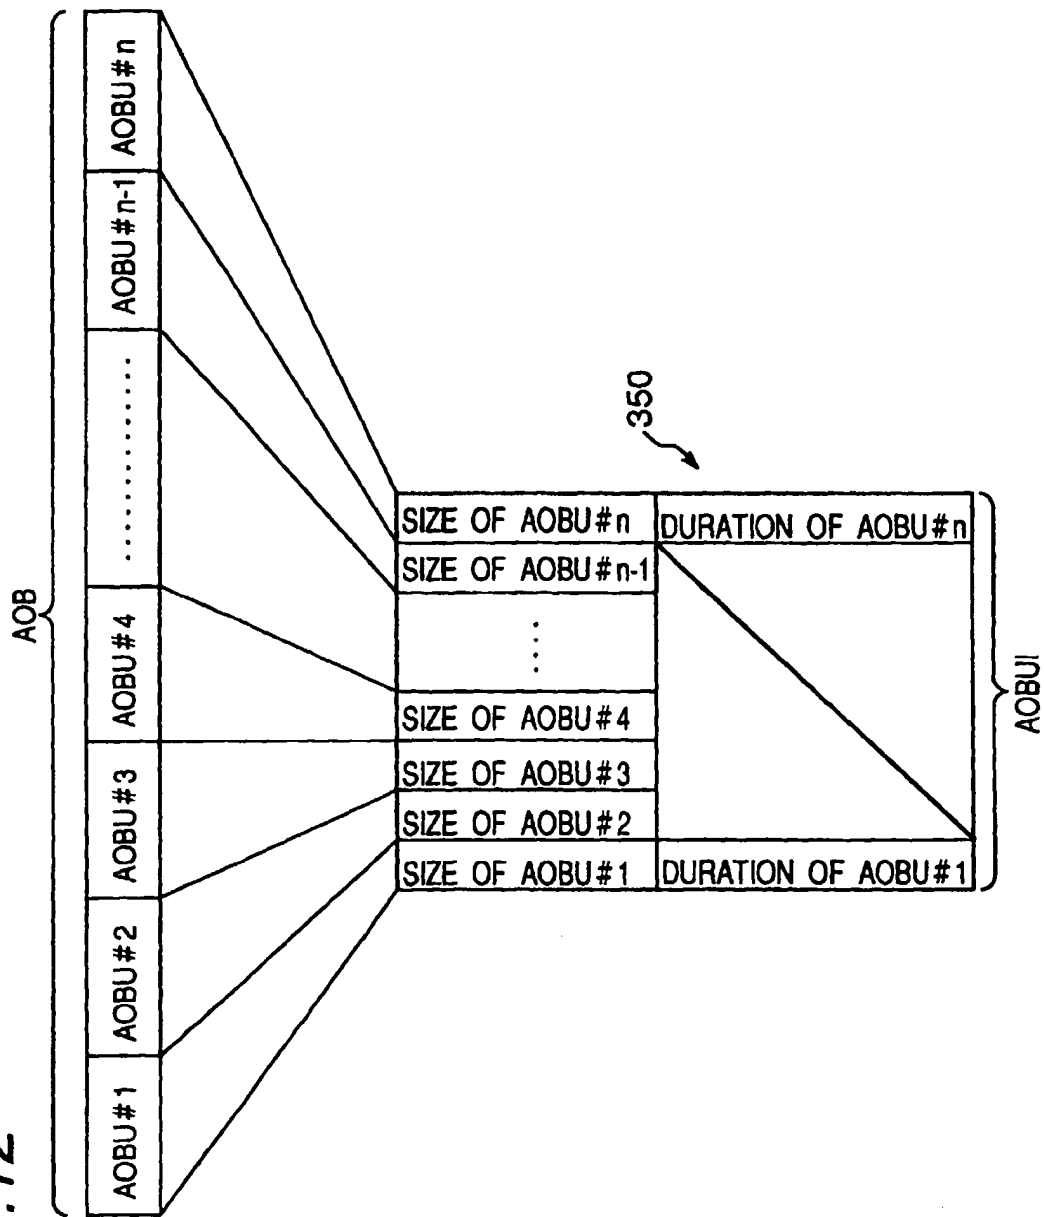 .12
AOB
AOBU#1
AOBU#2
AOBU#3
AOBU#4
............
AOBU#n-1
AOBU#n
350
SIZE OF AOBU#1
DURATION OF AOBU#1
SIZE OF AOBU#2
SIZE OF AOBU#3
SIZE OF AOBU#4
....
SIZE OF AOBU#n-1
SIZE OF AOBU#n
DURATION OF AOBU#n
AOBUI